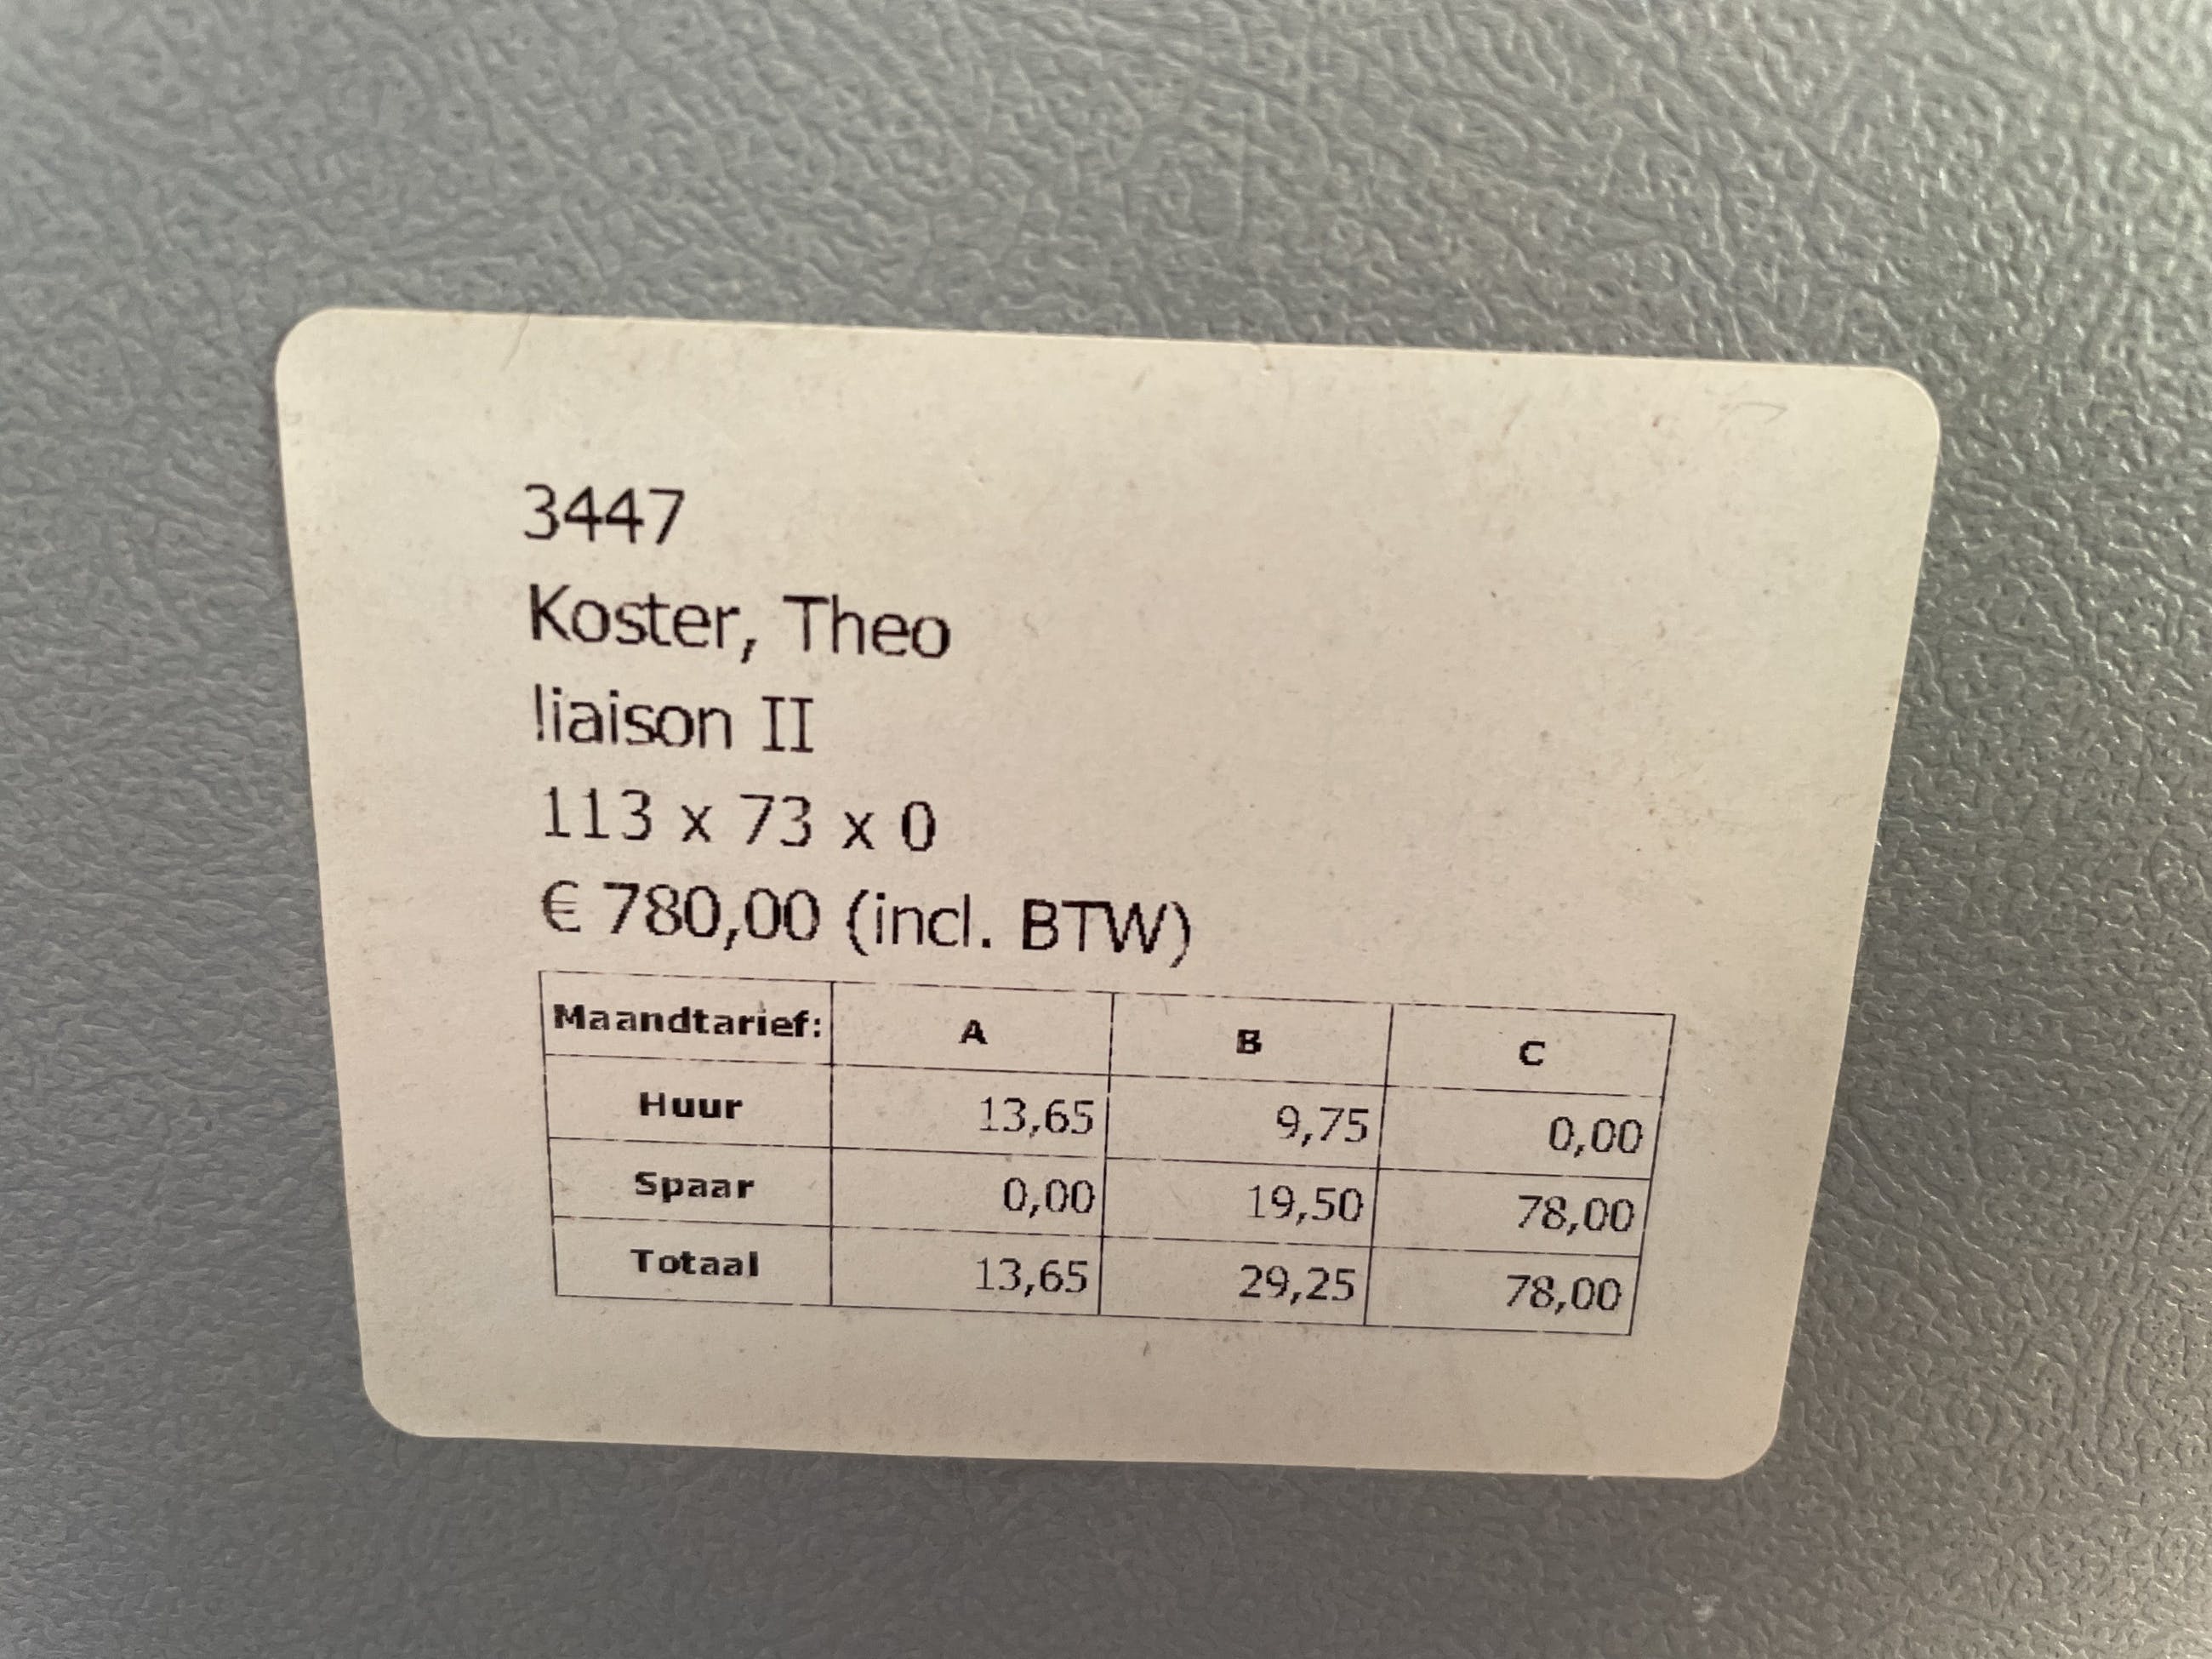 3447
Koster, Theo
liaison II
113 x 73 x 0
€ 780,00 (incl. BTW)
Maandtarief: A B C
Huur 13,65 9,75 0,00
Spaar 0,00 19,50 78,00
Totaal 13,65 29,25 78,00